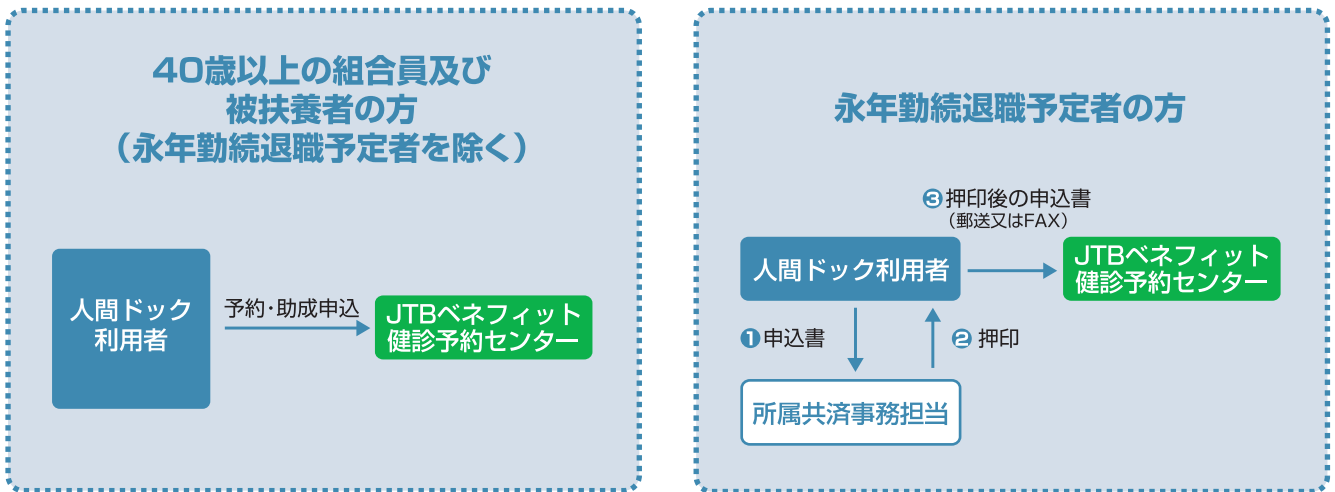 40歳以上の組合員及び
被扶養者の方
(永年勤続退職予定者を除く)
人間ドック
利用者
予約・助成申込
JTBベネフィット
健診予約センター
永年勤続退職予定者の方
❸押印後の申込書
(郵送又はFAX)
人間ドック利用者
JTBベネフィット
健診予約センター
❶申込書
❷ 押印
所属共済事務担当